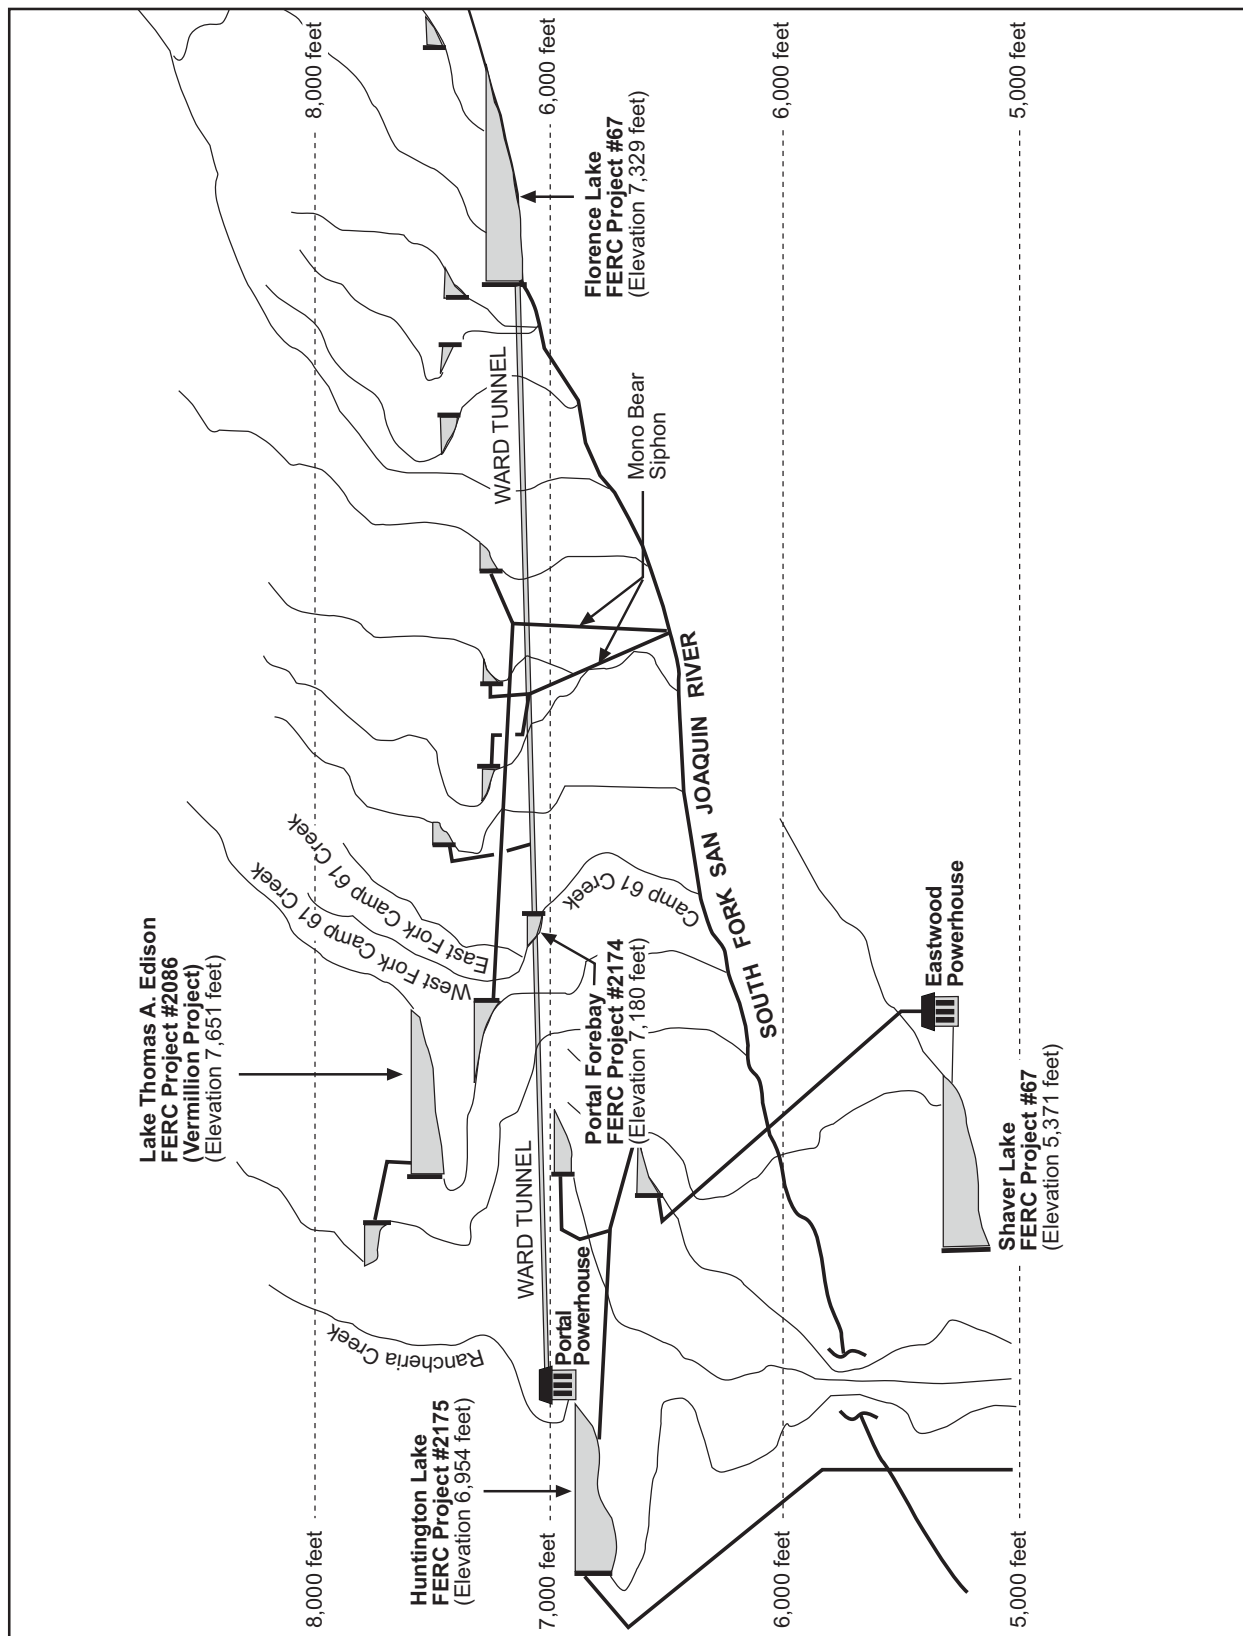 8,000 feet
6,000 feet
6,000 feet
5,000 feet
Florence Lake
FERC Project #67
(Elevation 7,329 feet)
WARD TUNNEL
Mono Bear
Siphon
SOUTH FORK SAN JOAQUIN RIVER
East Fork Camp 61 Creek
West Fork Camp 61 Creek
Camp 61 Creek
Lake Thomas A. Edison
FERC Project #2086
(Vermillion Project)
(Elevation 7,651 feet)
Portal Forebay
FERC Project #2174
(Elevation 7,180 feet)
Eastwood
Powerhouse
Shaver Lake
FERC Project #67
(Elevation 5,371 feet)
WARD TUNNEL
Portal
Powerhouse
Rancheria Creek
Huntington Lake
FERC Project #2175
(Elevation 6,954 feet)
8,000 feet
7,000 feet
6,000 feet
5,000 feet